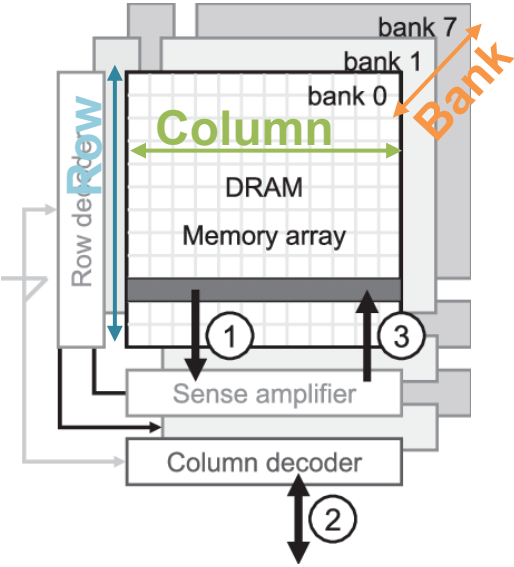 bank 7
bank 1
bank 0
Bank
Row
Column
Row decoder
DRAM
Memory array
1
3
Sense amplifier
Column decoder
2